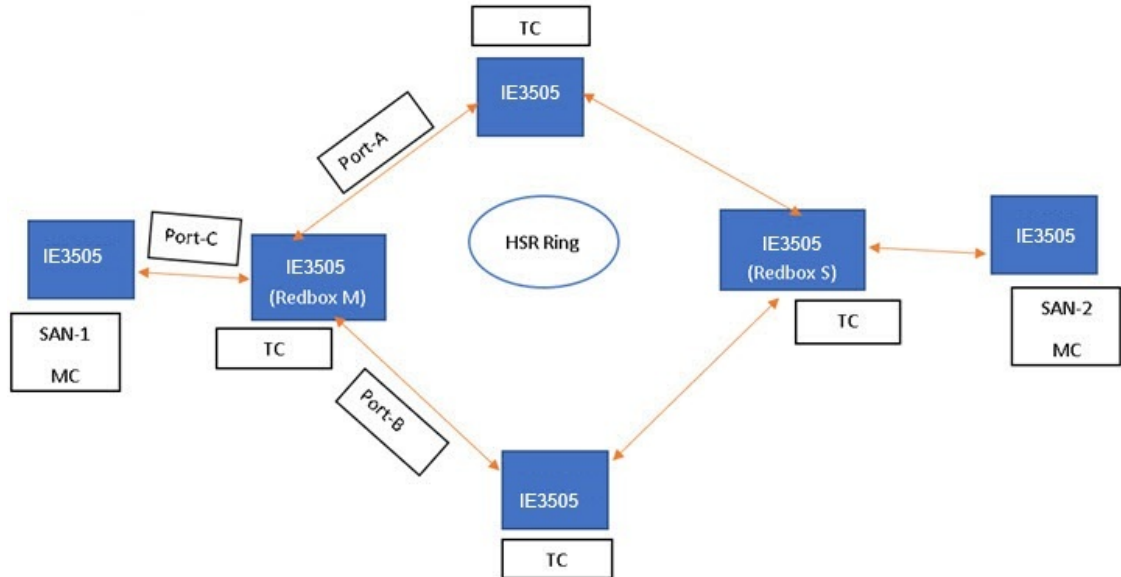 TC
IE3505
Port-A
Port-C
IE3505
IE3505
(Redbox M)
HSR Ring
IE3505
(Redbox S)
IE3505
SAN-1
MC
TC
TC
SAN-2
MC
Port-B
IE3505
TC